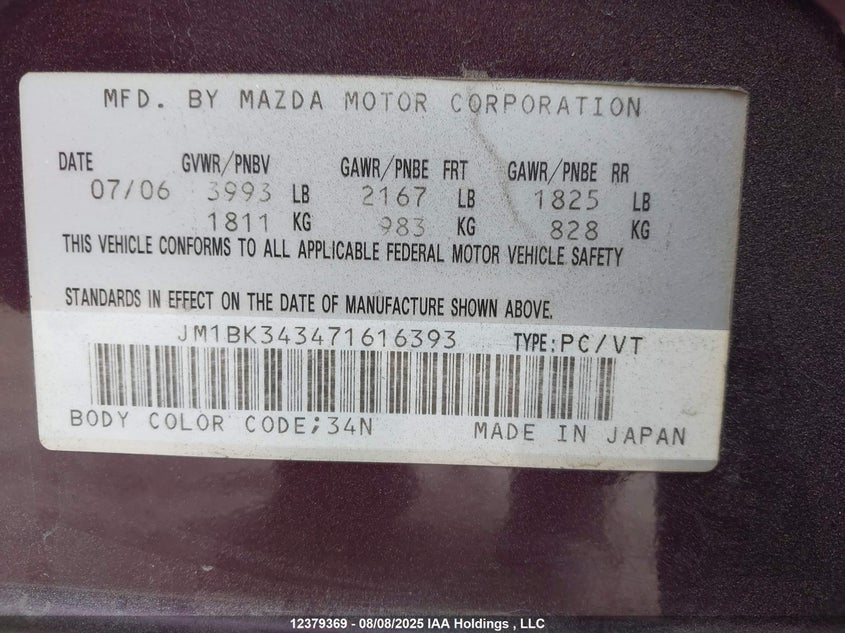 MFD. BY MAZDA MOTOR CORPORATION
DATE GVWR/PNBV GAWR/PNBE FRT GAWR/PNBE RR
07/06 3993 LB 2167 LB 1825 LB
1811 KG 983 KG 828 KG
THIS VEHICLE CONFORMS TO ALL APPLICABLE FEDERAL MOTOR VEHICLE SAFETY
STANDARDS IN EFFECT ON THE DATE OF MANUFACTURE SHOWN ABOVE.
JM1BK343471616393 TYPE:PC/VT
BODY COLOR CODE;34N MADE IN JAPAN
12379369 - 08/08/2025 IAA Holdings , LLC